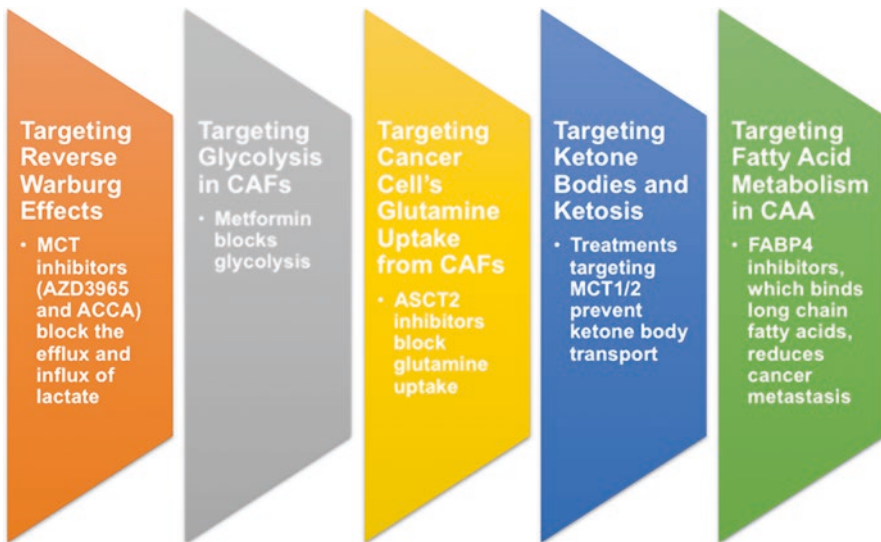 Targeting
Reverse
Warburg
Effects
• MCT
inhibitors
(AZD3965
and ACCA)
block the
efflux and
influx of
lactate
Targeting
Glycolysis
in CAFs
• Metformin
blocks
glycolysis
Targeting
Cancer
Cell's
Glutamine
Uptake
from CAFs
• ASCT2
inhibitors
block
glutamine
uptake
Targeting
Ketone
Bodies and
Ketosis
• Treatments
targeting
MCT1/2
prevent
ketone body
transport
Targeting
Fatty Acid
Metabolism
in CAA
• FABP4
inhibitors,
which binds
long chain
fatty acids,
reduces
cancer
metastasis